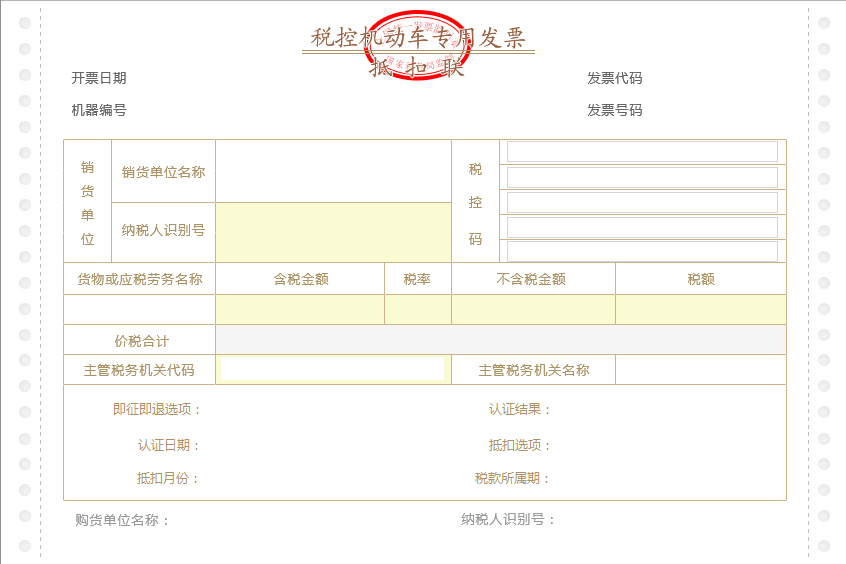 税控机动车专用发票
抵 扣 联
开票日期 发票代码
机器编号 发票号码
销货单位 销货单位名称 税控码
纳税人识别号
货物或应税劳务名称 含税金额 税率 不含税金额 税额
价税合计
主管税务机关代码 主管税务机关名称
即征即退选项： 认证结果：
认证日期： 抵扣选项：
抵扣月份： 税款所属期：
购货单位名称： 纳税人识别号：